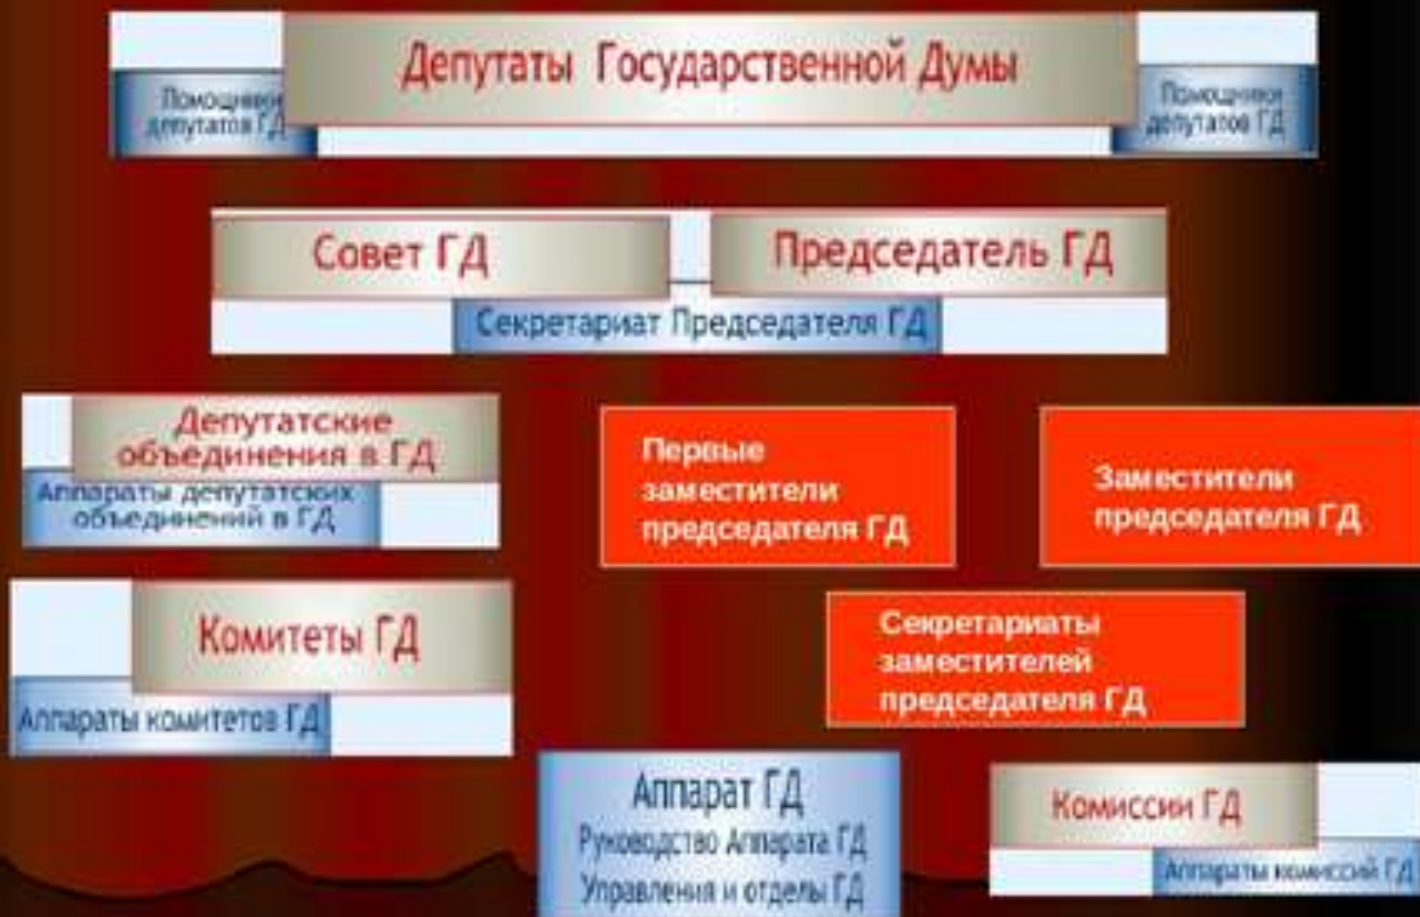 Депутаты Государственной Думы
Помощники
депутатов ГД
Помощники
депутатов ГД
Совет ГД
Председатель ГД
Секретариат Председателя ГД
Депутатские
объединения в ГД
Аппараты депутатских
объединений в ГД
Первые
заместители
председателя ГД
Заместители
председателя ГД
Комитеты ГД
Аппараты комитетов ГД
Секретариаты
заместителей
председателя ГД
Аппарат ГД
Руководство Аппарата ГД
Управления и отделы ГД
Комиссии ГД
Аппараты комиссий ГД